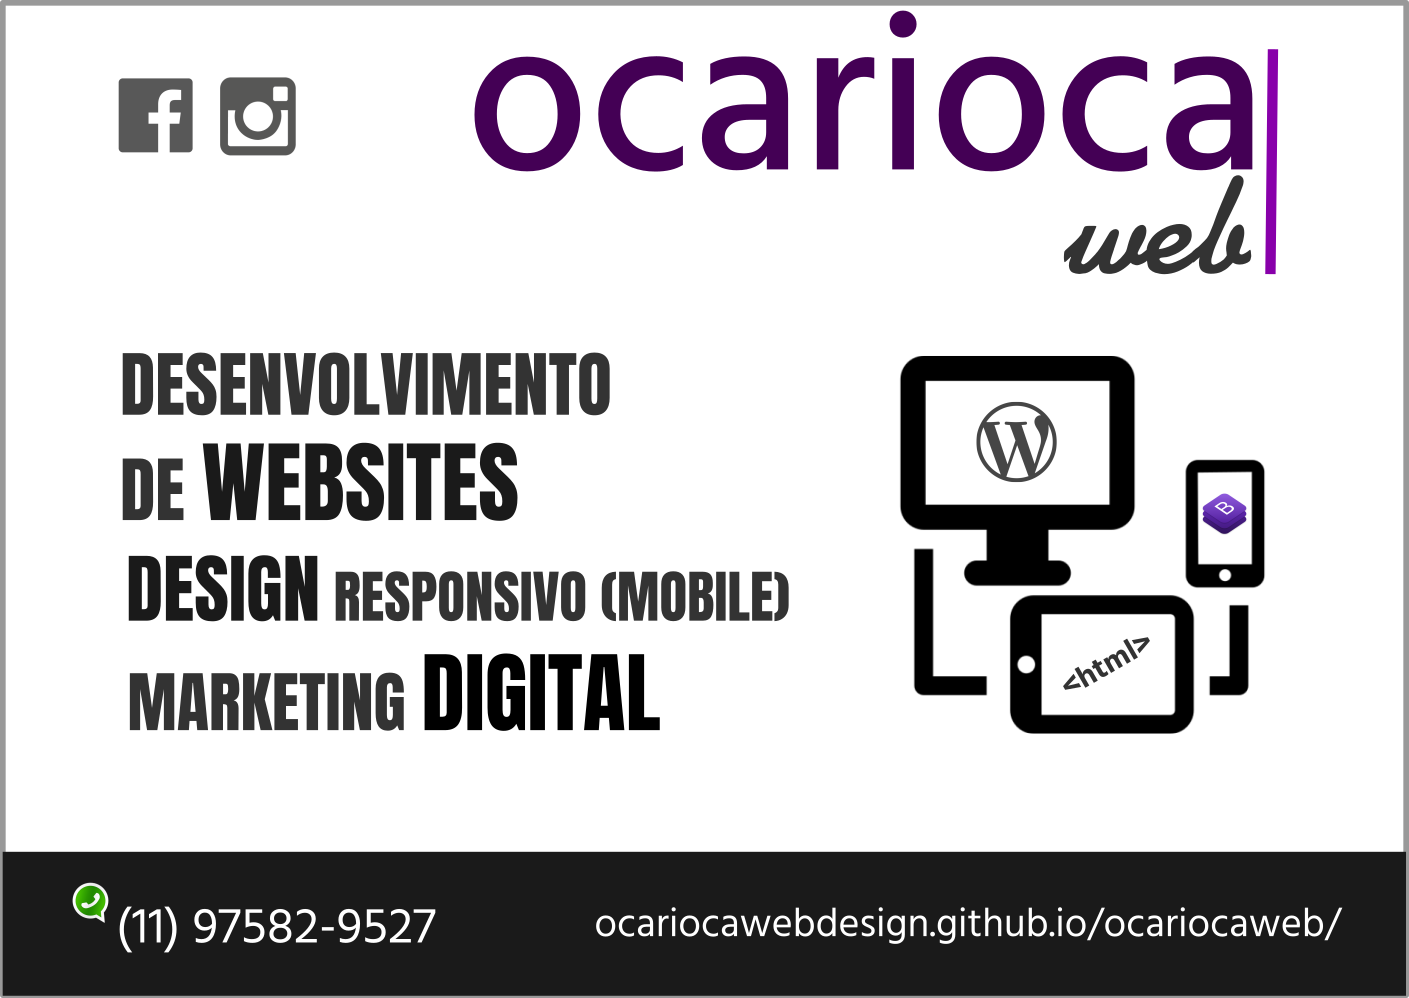 ocarioca
web
DESENVOLVIMENTO
DE WEBSITES
DESIGN RESPONSIVO (MOBILE)
MARKETING DIGITAL
W
B
<html>
(11) 97582-9527
ocariocawebdesign.github.io/ocariocaweb/